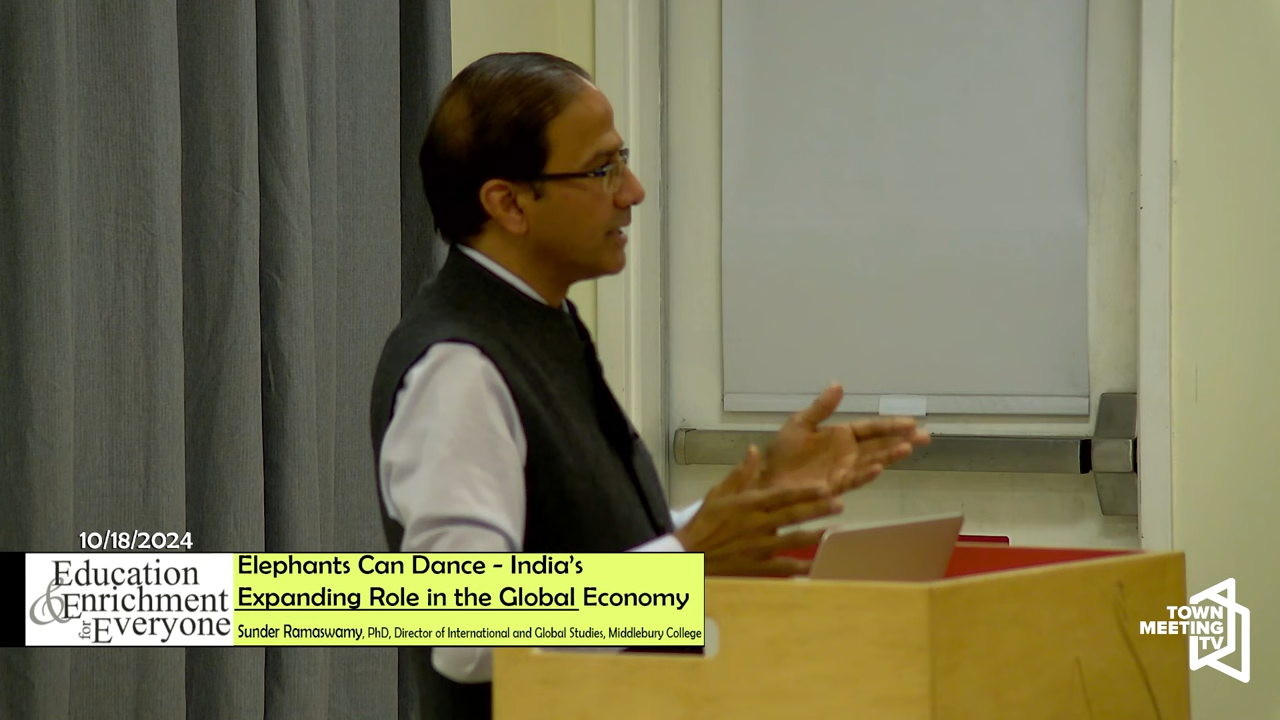 10/18/2024
Education
& Enrichment
for Everyone
Elephants Can Dance - India's
Expanding Role in the Global Economy
Sunder Ramaswamy, PhD, Director of International and Global Studies, Middlebury College
TOWN
MEETING
TV